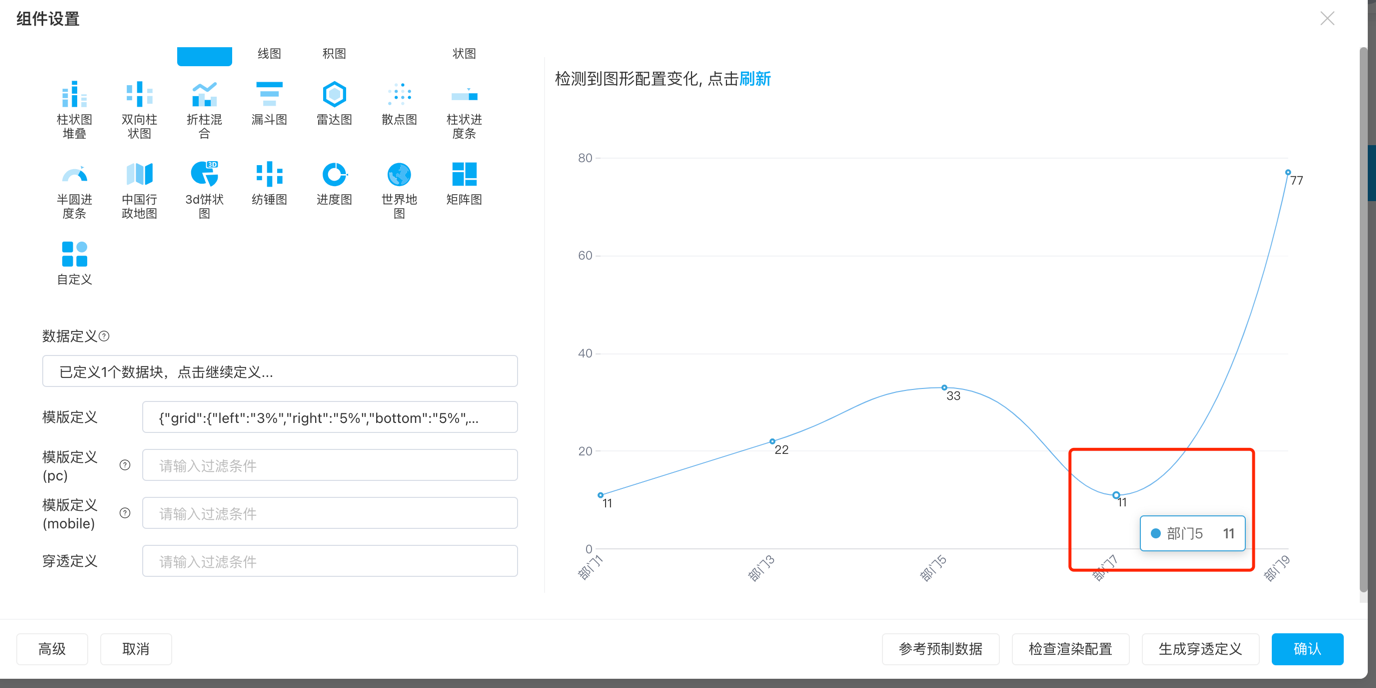 组件设置
线图
积图
状图
柱状图
堆叠
双向柱
状图
折柱混
合
漏斗图
雷达图
散点图
柱状进
度条
半圆进
度条
中国行
政地图
3D
3d饼状
图
纺锤图
进度图
世界地
图
矩阵图
自定义
数据定义?
已定义1个数据块，点击继续定义...
模版定义
{"grid":{"left":"3%","right":"5%","bottom":"5%",...
模版定义
(pc)
?
请输入过滤条件
模版定义
(mobile)
?
请输入过滤条件
穿透定义
请输入过滤条件
检测到图形配置变化, 点击刷新
80
60
40
20
0
11
22
33
11
77
部门5 11
部门1
部门3
部门5
部门7
部门9
高级
取消
参考预制数据
检查渲染配置
生成穿透定义
确认